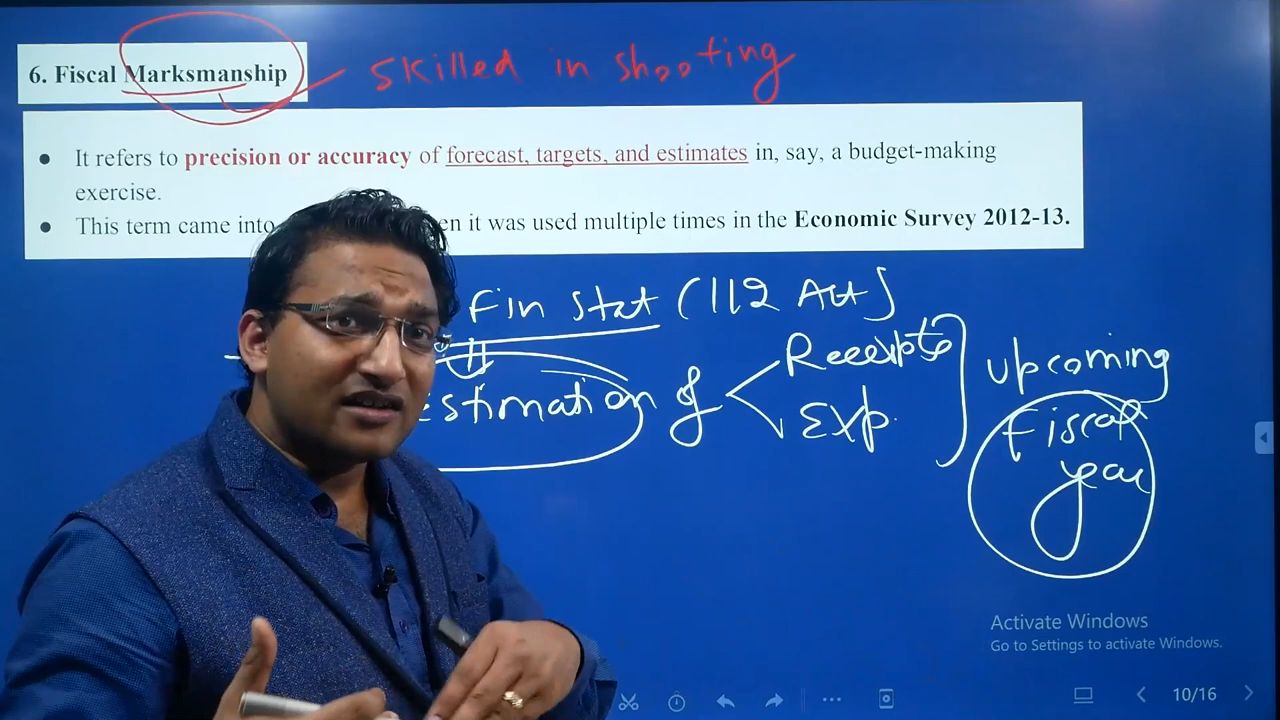 6. Fiscal Marksmanship
skilled in shooting
● It refers to precision or accuracy of forecast, targets, and estimates in, say, a budget-making
exercise.
● This term came into
en it was used multiple times in the Economic Survey 2012-13.
Fin Stat (112 Art)
estimation of
Receipts
Exp.
upcoming
Fiscal
year
Activate Windows
Go to Settings to activate Windows.
10/16